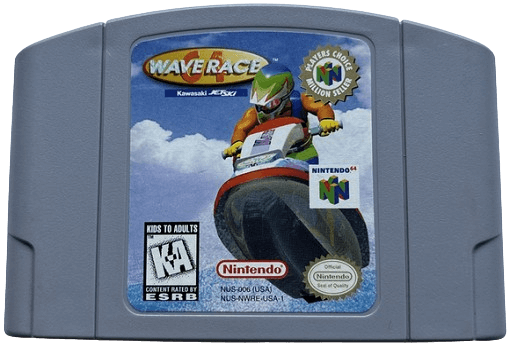 WAVE RACE
64
Kawasaki JET SKI
PLAYERS CHOICE
MILLION SELLER
NINTENDO 64
KIDS TO ADULTS
KA
CONTENT RATED BY
ESRB
Nintendo
NUS-006 (USA)
NUS-NWRE-USA-1
Official
Nintendo
Seal of Quality